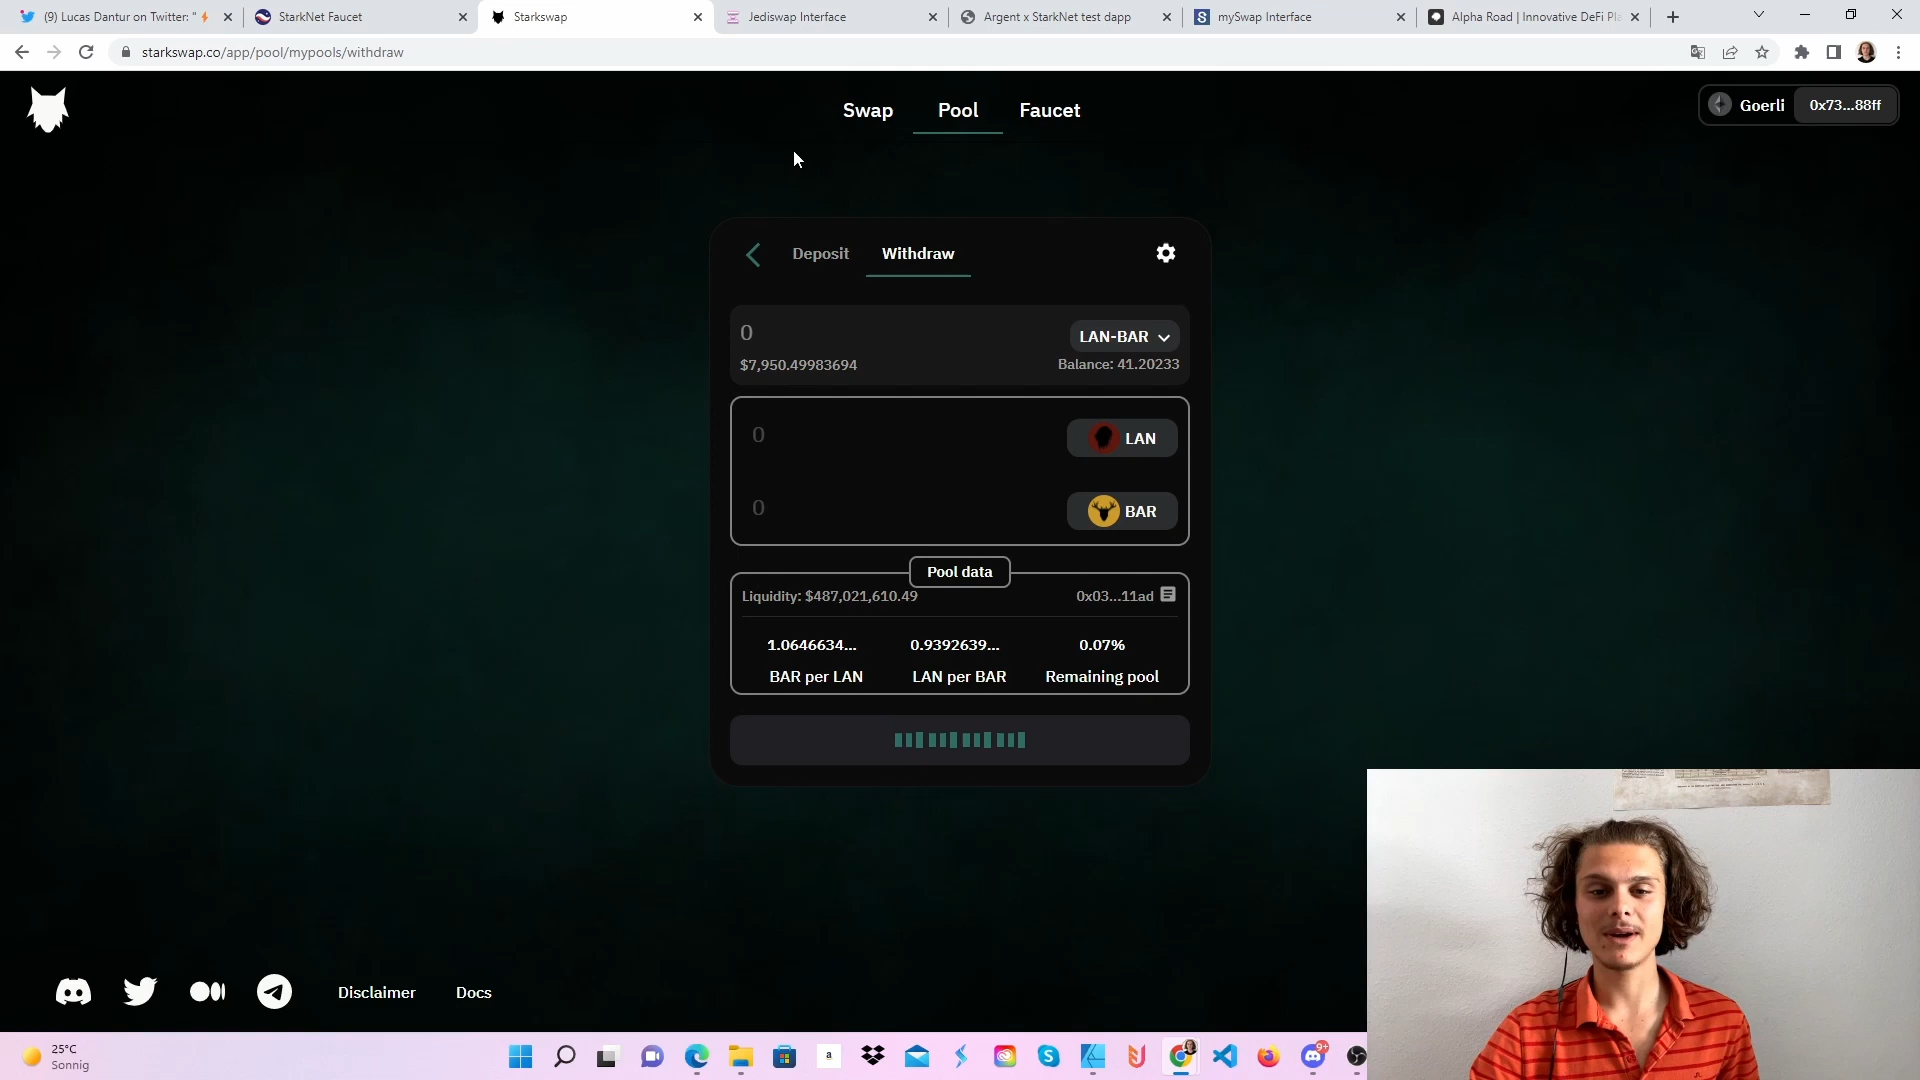 (9) Lucas Dantur on Twitter: "⚡
StarkNet Faucet
Starkswap
Jediswap Interface
Argent x StarkNet test dapp
mySwap Interface
Alpha Road | Innovative DeFi Pl
starkswap.co/app/pool/mypools/withdraw
Swap
Pool
Faucet
Goerli
0x73...88ff
Deposit
Withdraw
0
LAN-BAR
$7,950.49983694
Balance: 41.20233
0
LAN
0
BAR
Pool data
Liquidity: $487,021,610.49
0x03...11ad
1.0646634...
0.9392639...
0.07%
BAR per LAN
LAN per BAR
Remaining pool
Disclaimer
Docs
25°C
Sonnig
a
S
9+